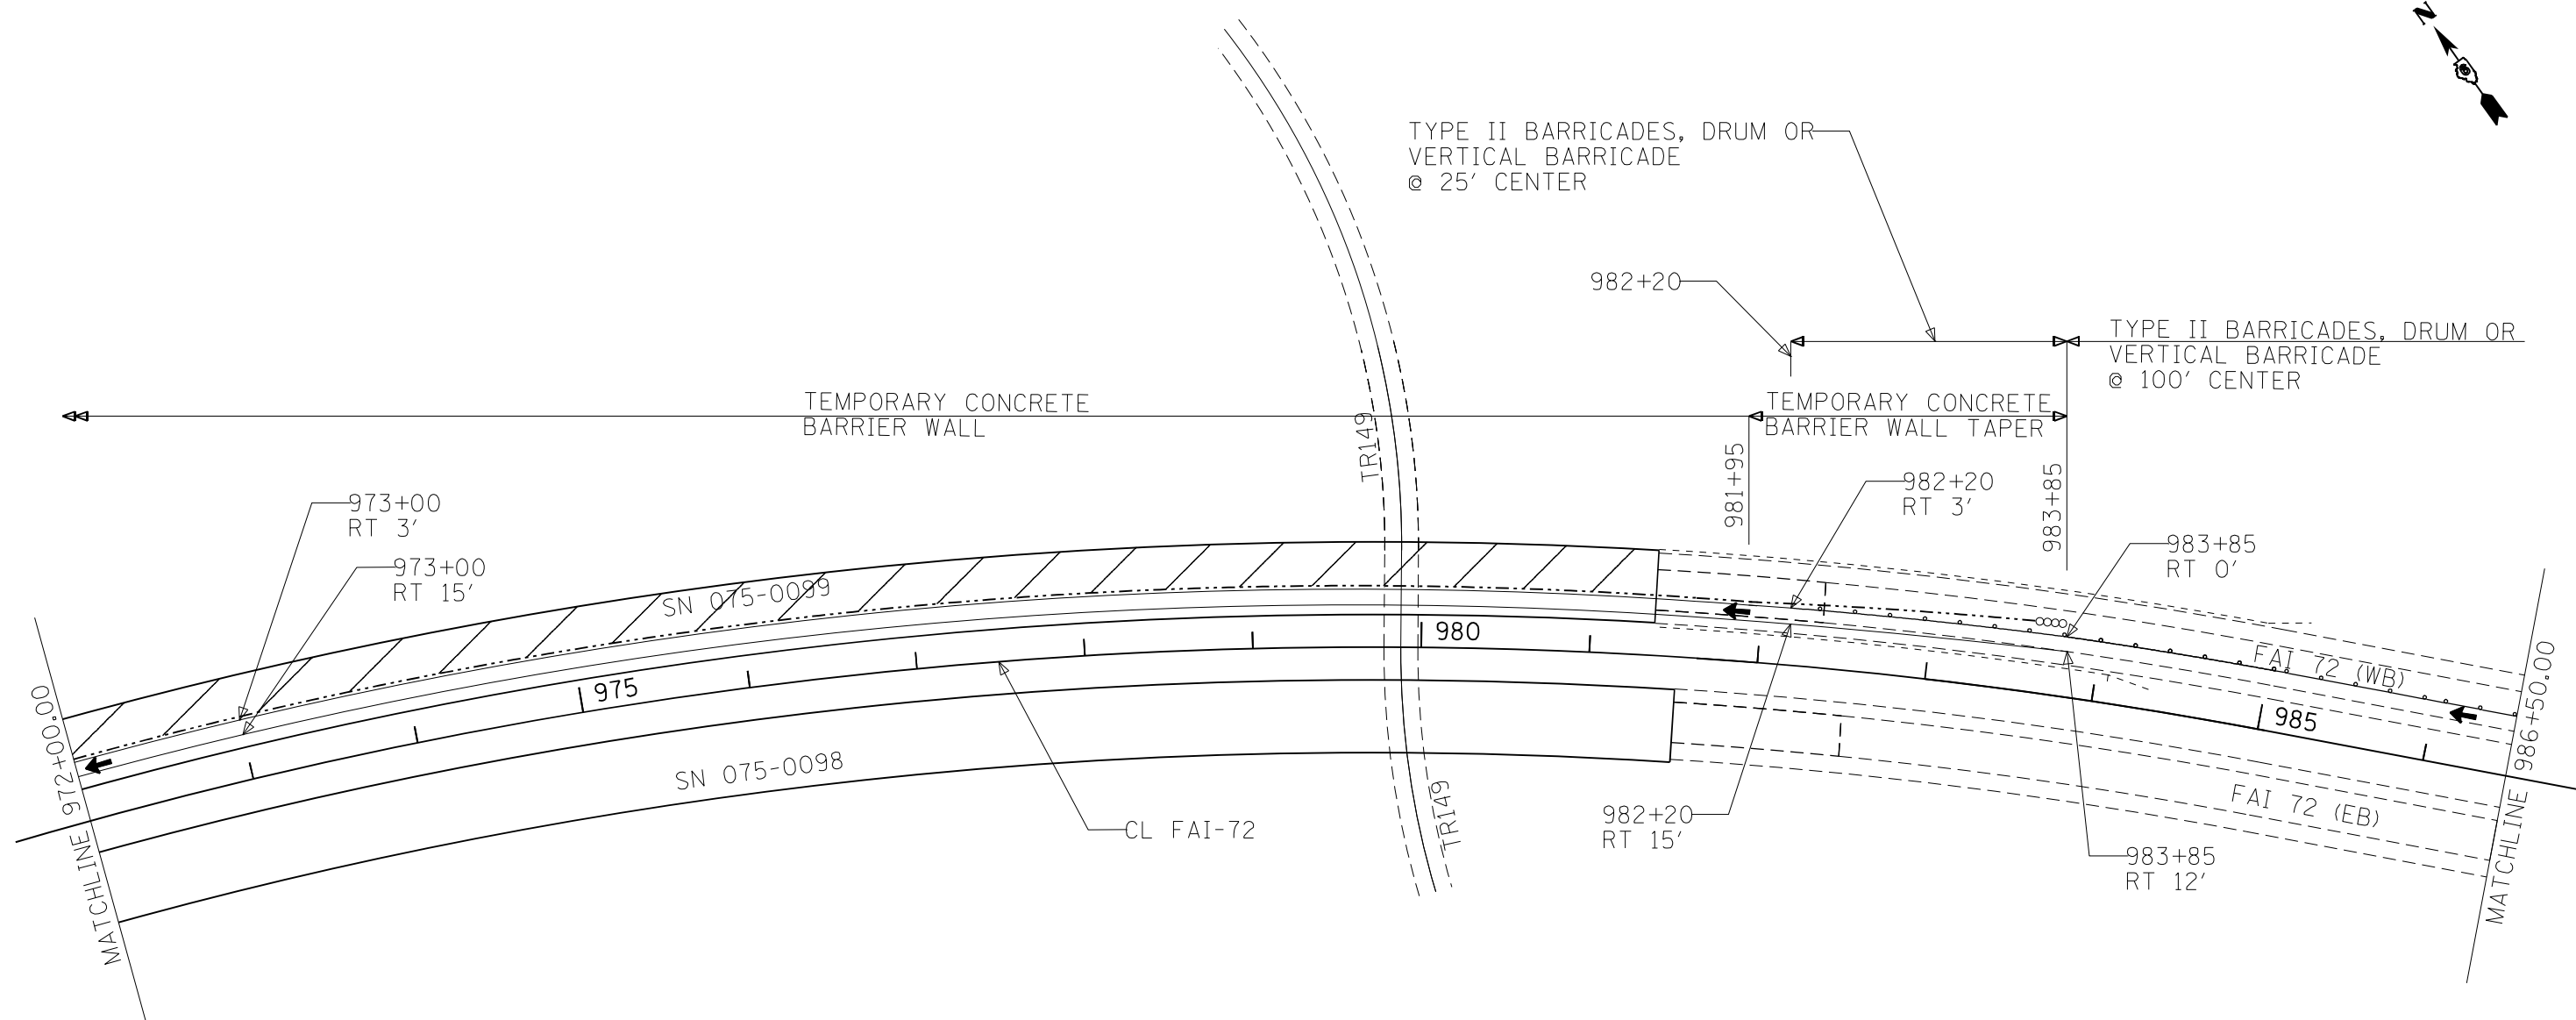 N
6
TYPE II BARRICADES, DRUM OR
VERTICAL BARRICADE
@ 25' CENTER
982+20
TYPE II BARRICADES, DRUM OR
VERTICAL BARRICADE
@ 100' CENTER
TEMPORARY CONCRETE
BARRIER WALL
TEMPORARY CONCRETE
BARRIER WALL TAPER
TR149
981+95
983+85
982+20
RT 3'
973+00
RT 3'
983+85
RT 0'
973+00
RT 15'
SN 075-0099
980
975
FAI 72 (WB)
985
MATCHLINE 972+00.00
MATCHLINE 986+50.00
SN 075-0098
CL FAI-72
TR149
982+20
RT 15'
FAI 72 (EB)
983+85
RT 12'